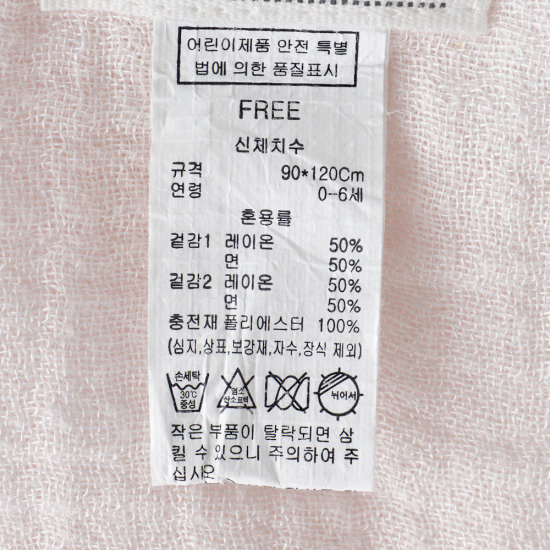 어린이제품 안전 특별
법에 의한 품질표시
FREE
신체치수
규격 90*120Cm
연령 0-6세
혼용률
겉감1 레이온 50%
면 50%
겉감2 레이온 50%
면 50%
충전재 폴리에스터 100%
(심지,상표,보강재,자수,장식 제외)
손세탁
30℃
중성
염소
산소표백
뉘어서
작은 부품이 탈락되면 삼
킬 수 있으니 주의하여 주
십시오